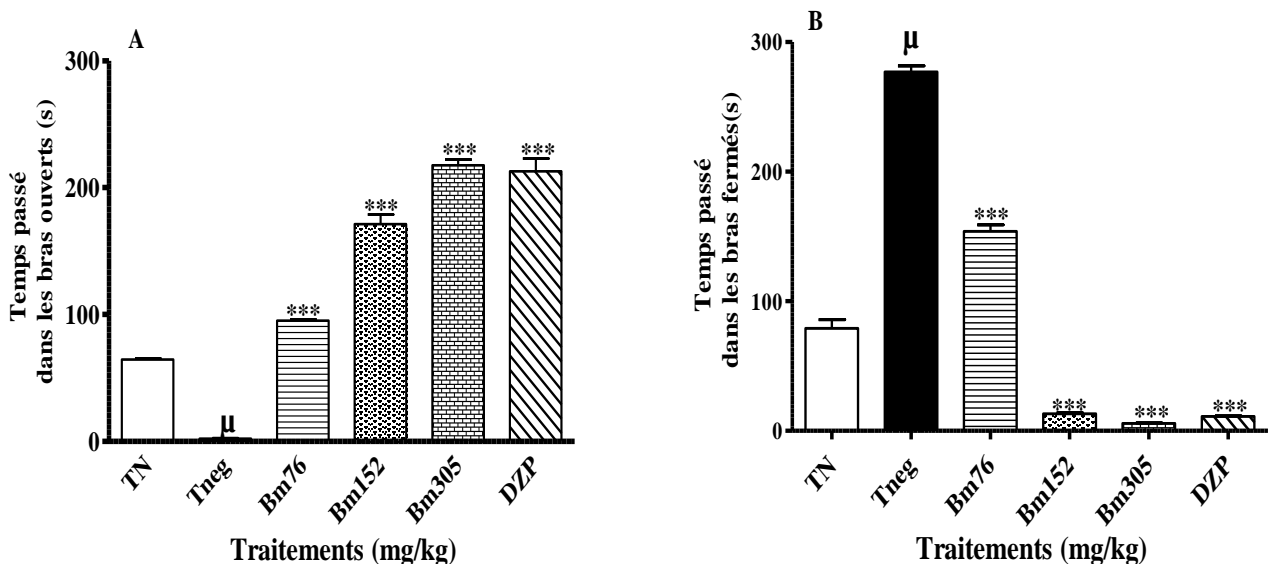 A
Temps passé
dans les bras ouverts (s)
300
200
100
0
μ
***
***
***
***
TN
Tneg
Bm76
Bm152
Bm305
DZP
Traitements (mg/kg)
B
Temps passé
dans les bras fermés(s)
300
200
100
0
μ
***
***
***
***
TN
Tneg
Bm76
Bm152
Bm305
DZP
Traitements (mg/kg)